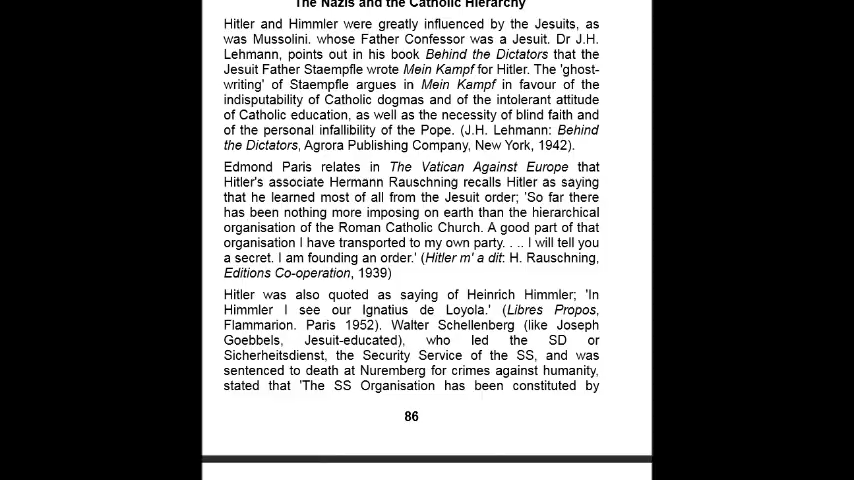 The Nazis and the Catholic Hierarchy
Hitler and Himmler were greatly influenced by the Jesuits, as
was Mussolini. whose Father Confessor was a Jesuit. Dr J.H.
Lehmann, points out in his book Behind the Dictators that the
Jesuit Father Staempfle wrote Mein Kampf for Hitler. The 'ghost-
writing' of Staempfle argues in Mein Kampf in favour of the
indisputability of Catholic dogmas and of the intolerant attitude
of Catholic education, as well as the necessity of blind faith and
of the personal infallibility of the Pope. (J.H. Lehmann: Behind
the Dictators, Agrora Publishing Company, New York, 1942).
Edmond Paris relates in The Vatican Against Europe that
Hitler's associate Hermann Rauschning recalls Hitler as saying
that he learned most of all from the Jesuit order; 'So far there
has been nothing more imposing on earth than the hierarchical
organisation of the Roman Catholic Church. A good part of that
organisation I have transported to my own party. . .. I will tell you
a secret. I am founding an order.' (Hitler m' a dit: H. Rauschning,
Editions Co-operation, 1939)
Hitler was also quoted as saying of Heinrich Himmler; 'In
Himmler I see our Ignatius de Loyola.' (Libres Propos,
Flammarion. Paris 1952). Walter Schellenberg (like Joseph
Goebbels, Jesuit-educated), who led the SD or
Sicherheitsdienst, the Security Service of the SS, and was
sentenced to death at Nuremberg for crimes against humanity,
stated that 'The SS Organisation has been constituted by
86